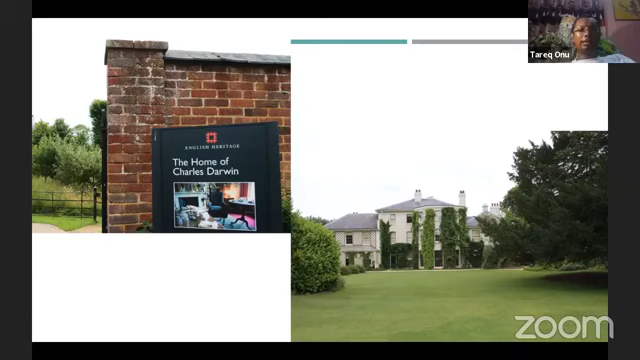 Tareq Onu
ENGLISH HERITAGE
The Home of
Charles Darwin
zoom